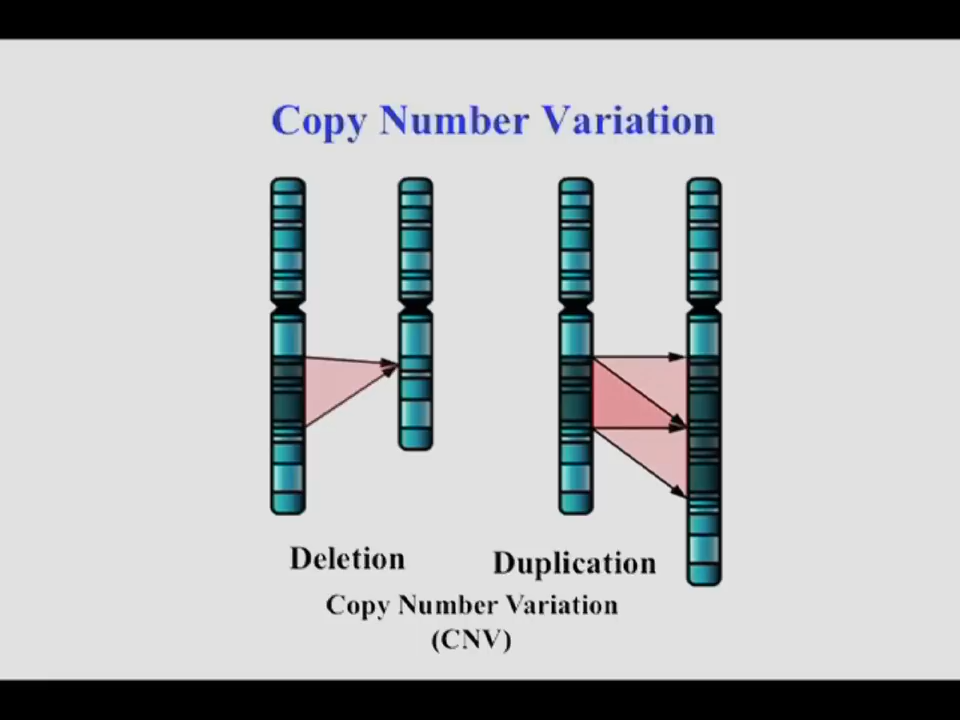 Copy Number Variation
Deletion
Duplication
Copy Number Variation
(CNV)